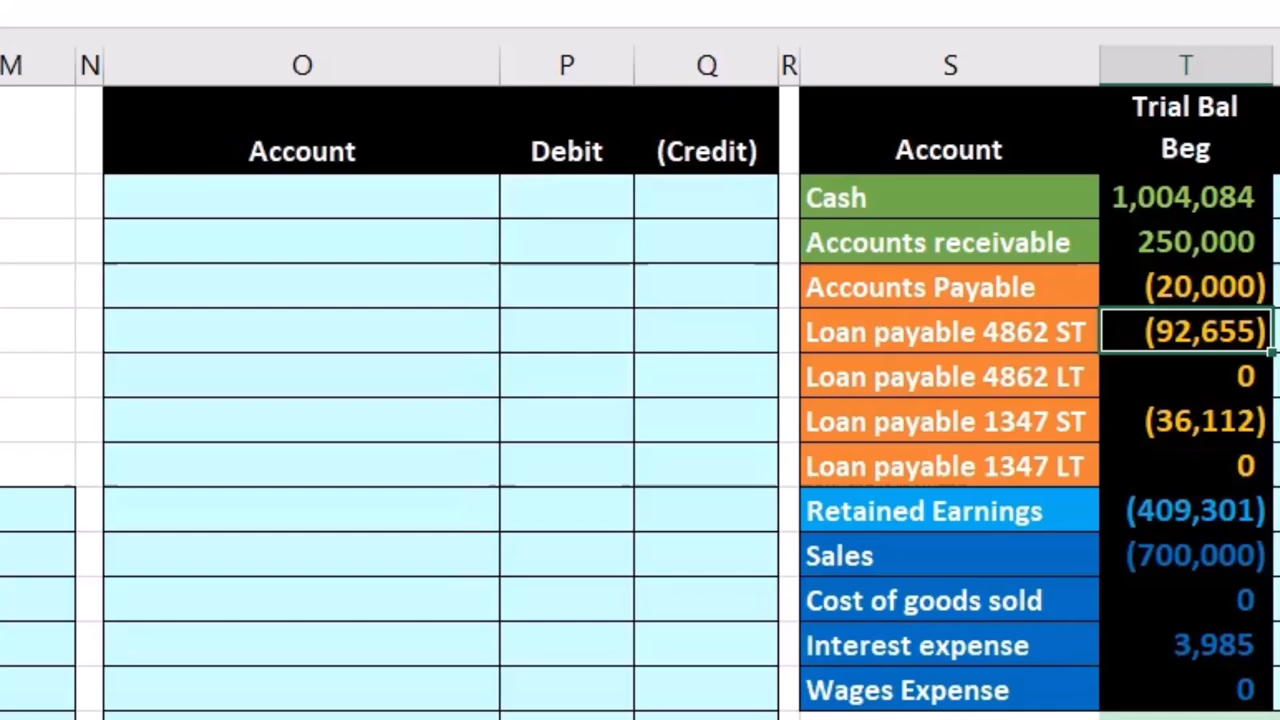 M N O P Q R S T
Account Debit (Credit) Account Trial Bal Beg
Cash 1,004,084
Accounts receivable 250,000
Accounts Payable (20,000)
Loan payable 4862 ST (92,655)
Loan payable 4862 LT 0
Loan payable 1347 ST (36,112)
Loan payable 1347 LT 0
Retained Earnings (409,301)
Sales (700,000)
Cost of goods sold 0
Interest expense 3,985
Wages Expense 0